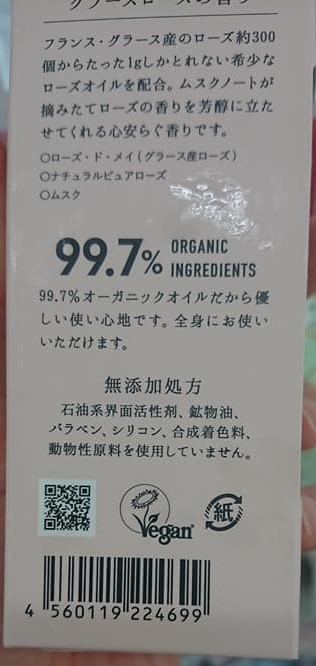 グラースローズの香り
フランス・グラース産のローズ約300
個からたった1gしかとれない希少な
ローズオイルを配合。ムスクノートが
摘みたてローズの香りを芳醇に立た
せてくれる心安らぐ香りです。
○ローズ・ド・メイ(グラース産ローズ)
○ナチュラルピュアローズ
○ムスク
99.7% ORGANIC
INGREDIENTS
99.7%オーガニックオイルだから優
しい使い心地です。全身にお使い
いただけます。
無添加処方
石油系界面活性剤、鉱物油、
パラベン、シリコン、合成着色料、
動物性原料を使用していません。
Vegan
紙
4 560119 224699